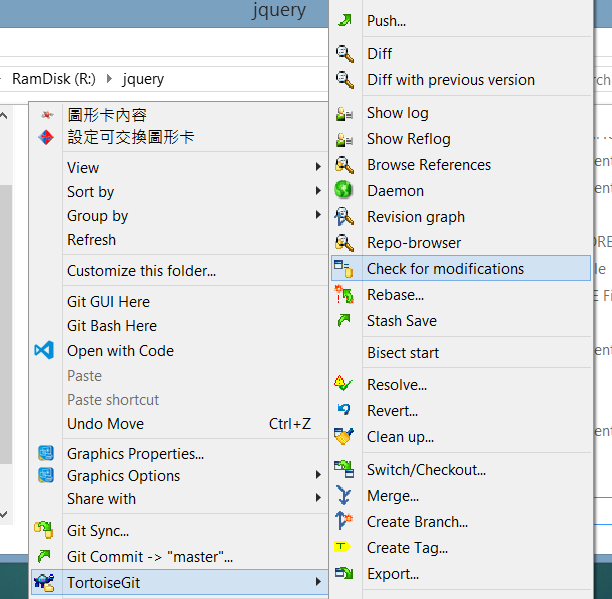 jquery
RamDisk (R:)
jquery
圖形卡內容
設定可交換圖形卡
View
Sort by
Group by
Refresh
Customize this folder...
Git GUI Here
Git Bash Here
Open with Code
Paste
Paste shortcut
Undo Move Ctrl+Z
Graphics Properties...
Graphics Options
Share with
Git Sync...
Git Commit -> "master"...
TortoiseGit
Push...
Diff
Diff with previous version
Show log
Show Reflog
Browse References
Daemon
Revision graph
Repo-browser
Check for modifications
Rebase...
Stash Save
Bisect start
Resolve...
Revert...
Clean up...
Switch/Checkout...
Merge...
Create Branch...
Create Tag...
Export...